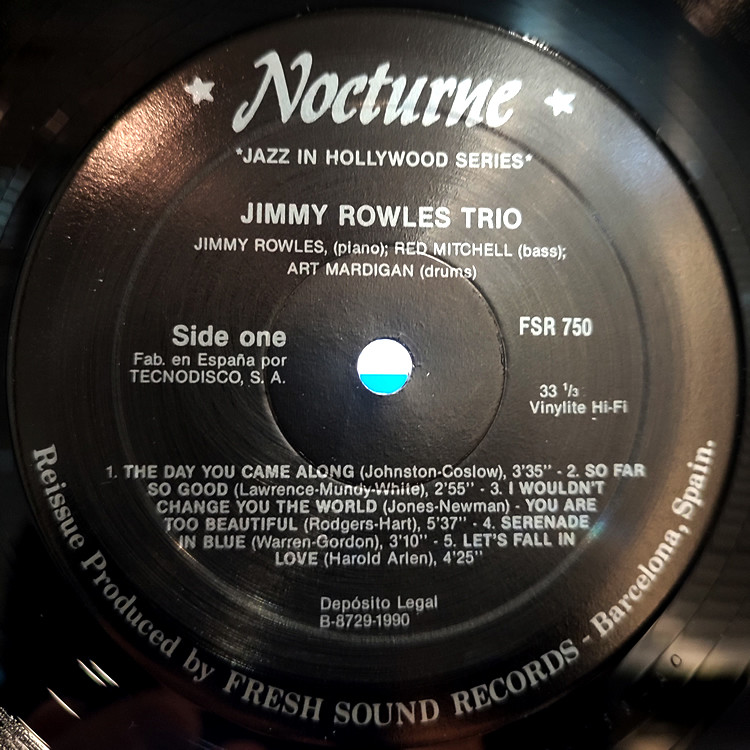 Nocturne
*JAZZ IN HOLLYWOOD SERIES*
JIMMY ROWLES TRIO
JIMMY ROWLES, (piano); RED MITCHELL (bass);
ART MARDIGAN (drums)
Side one
Fab. en España por
TECNODISCO, S. A.
FSR 750
33 1/3
Vinylite Hi-Fi
1. THE DAY YOU CAME ALONG (Johnston-Coslow), 3'35" - 2. SO FAR
SO GOOD (Lawrence-Mundy-White), 2'55" - 3. I WOULDN'T
CHANGE YOU THE WORLD (Jones-Newman) - YOU ARE
TOO BEAUTIFUL (Rodgers-Hart), 5'37" - 4. SERENADE
IN BLUE (Warren-Gordon), 3'10" - 5. LET'S FALL IN
LOVE (Harold Arlen), 4'25"
Depósito Legal
B-8729-1990
Reissue Produced by FRESH SOUND RECORDS - Barcelona, Spain.